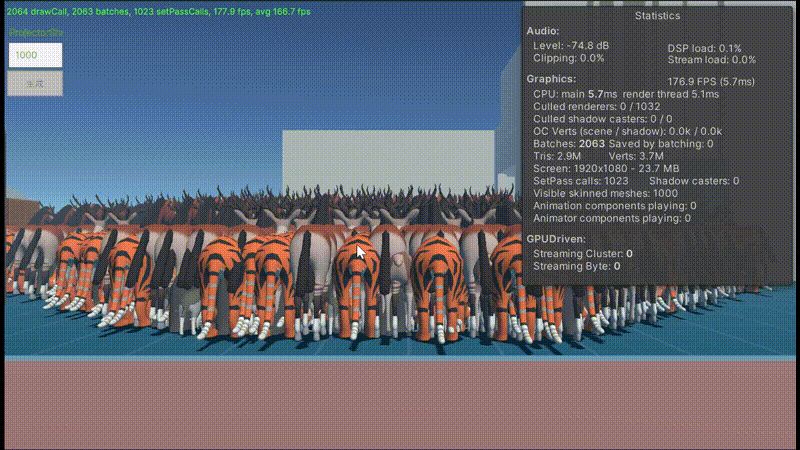 2064 drawCall, 2063 batches, 1023 setPassCalls, 177.9 fps, avg 166.7 fps
1000
生成
Statistics
Audio:
Level: -74.8 dB
DSP load: 0.1%
Clipping: 0.0%
Stream load: 0.0%
Graphics:
176.9 FPS (5.7ms)
CPU: main 5.7ms render thread 5.1ms
Culled renderers: 0 / 1032
Culled shadow casters: 0 / 0
OC Verts (scene / shadow): 0.0k / 0.0k
Batches: 2063 Saved by batching: 0
Tris: 2.9M Verts: 3.7M
Screen: 1920x1080 - 23.7 MB
SetPass calls: 1023 Shadow casters: 0
Visible skinned meshes: 1000
Animation components playing: 0
Animator components playing: 0
GPUDriven:
Streaming Cluster: 0
Streaming Byte: 0